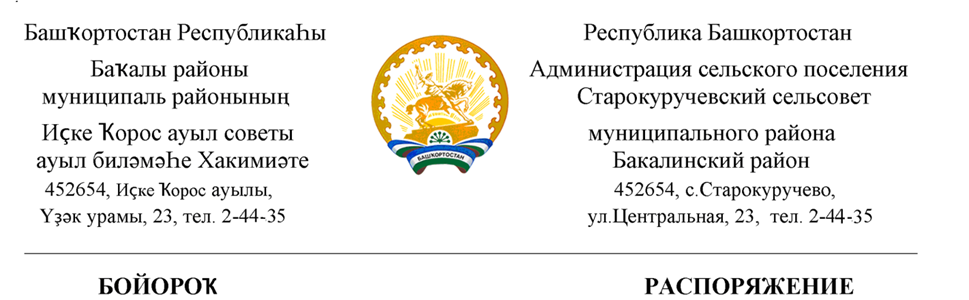 Башҡортостан Республикаһы
Баҡалы районы
муниципаль районының
Иҫке Ҡорос ауыл советы
ауыл биләмәһе Хакимиәте
452654, Иҫке Ҡорос ауылы,
Үҙәк урамы, 23, тел. 2-44-35
БАШҠОРТОСТАН
Республика Башкортостан
Администрация сельского поселения
Старокуручевский сельсовет
муниципального района
Бакалинский район
452654, с.Старокуручево,
ул.Центральная, 23, тел. 2-44-35
БОЙОРОҠ
РАСПОРЯЖЕНИЕ